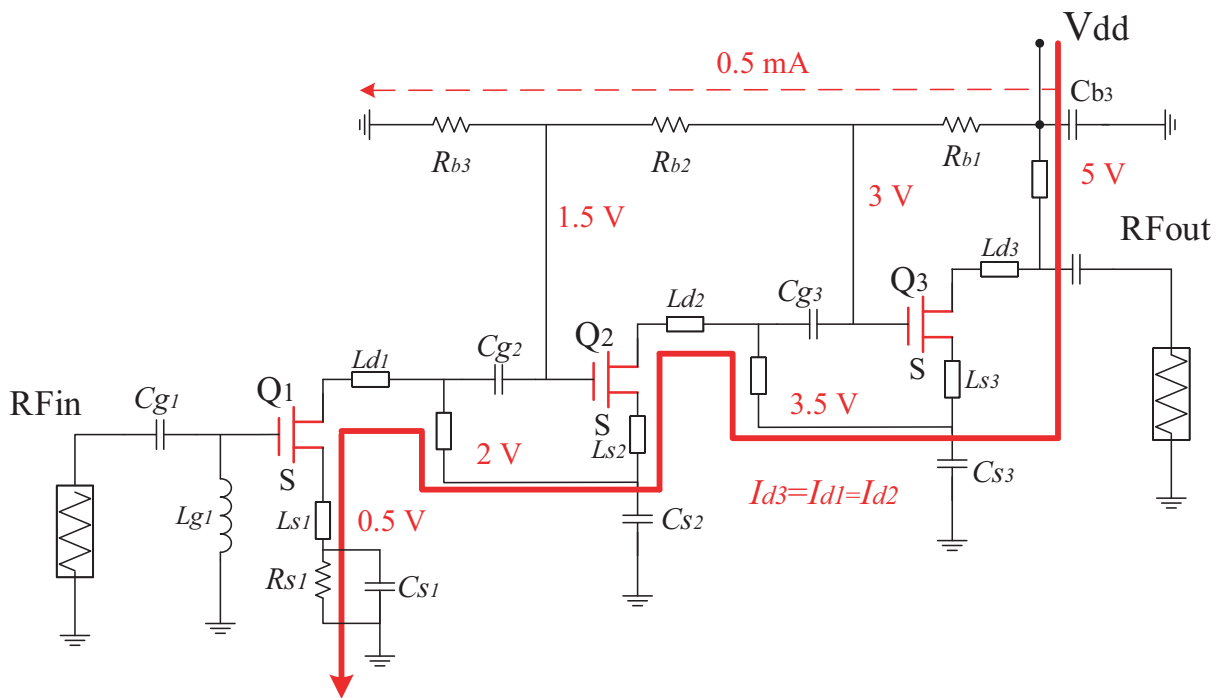 Vdd
0.5 mA
Cb3
Rb3
Rb2
Rb1
5 V
1.5 V
3 V
RFout
Ld3
Q3
Ld2
Cg3
Q2
Cg2
Ld1
S
Ls3
Q1
RFin
Cg1
3.5 V
S
Ls2
2 V
Cs3
S
Id3=Id1=Id2
Lg1
Ls1
0.5 V
Cs2
Rs1
Cs1